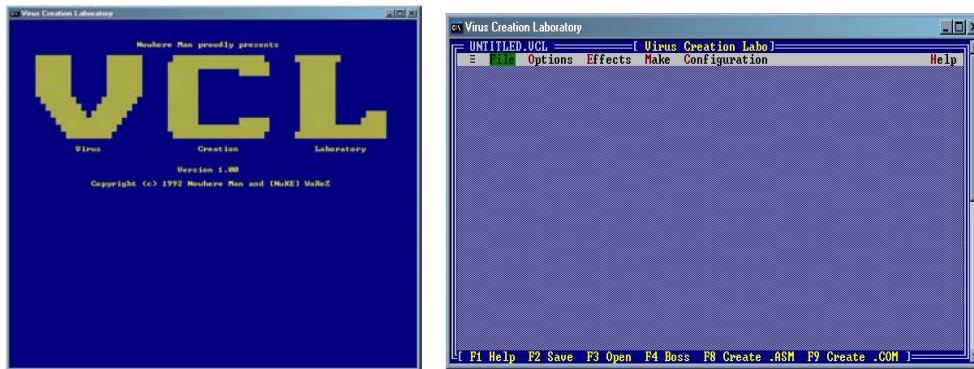 Virus Creation Laboratory
Nowhere Man proudly presents
VCL
Virus Creation Laboratory
Version 1.00
Copyright (c) 1992 Nowhere Man and [NuKE] WaReZ
Virus Creation Laboratory
UNTITLED.VCL [ Virus Creation Labo]
≡ File Options Effects Make Configuration Help
[ F1 Help F2 Save F3 Open F4 Boss F8 Create .ASM F9 Create .COM ]